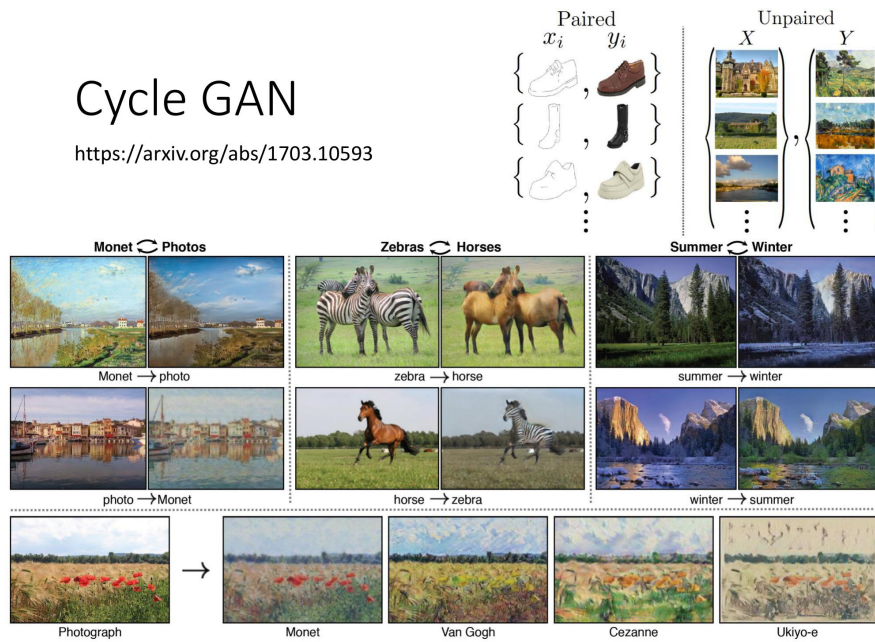 Cycle GAN
https://arxiv.org/abs/1703.10593
Paired
x_i y_i
{ , }
{ , }
{ , }
⋮
Unpaired
X Y
{ } , { }
⋮ ⋮
Monet Photos
Monet → photo
photo → Monet
Zebras Horses
zebra → horse
horse → zebra
Summer Winter
summer → winter
winter → summer
→
Photograph Monet Van Gogh Cezanne Ukiyo-e